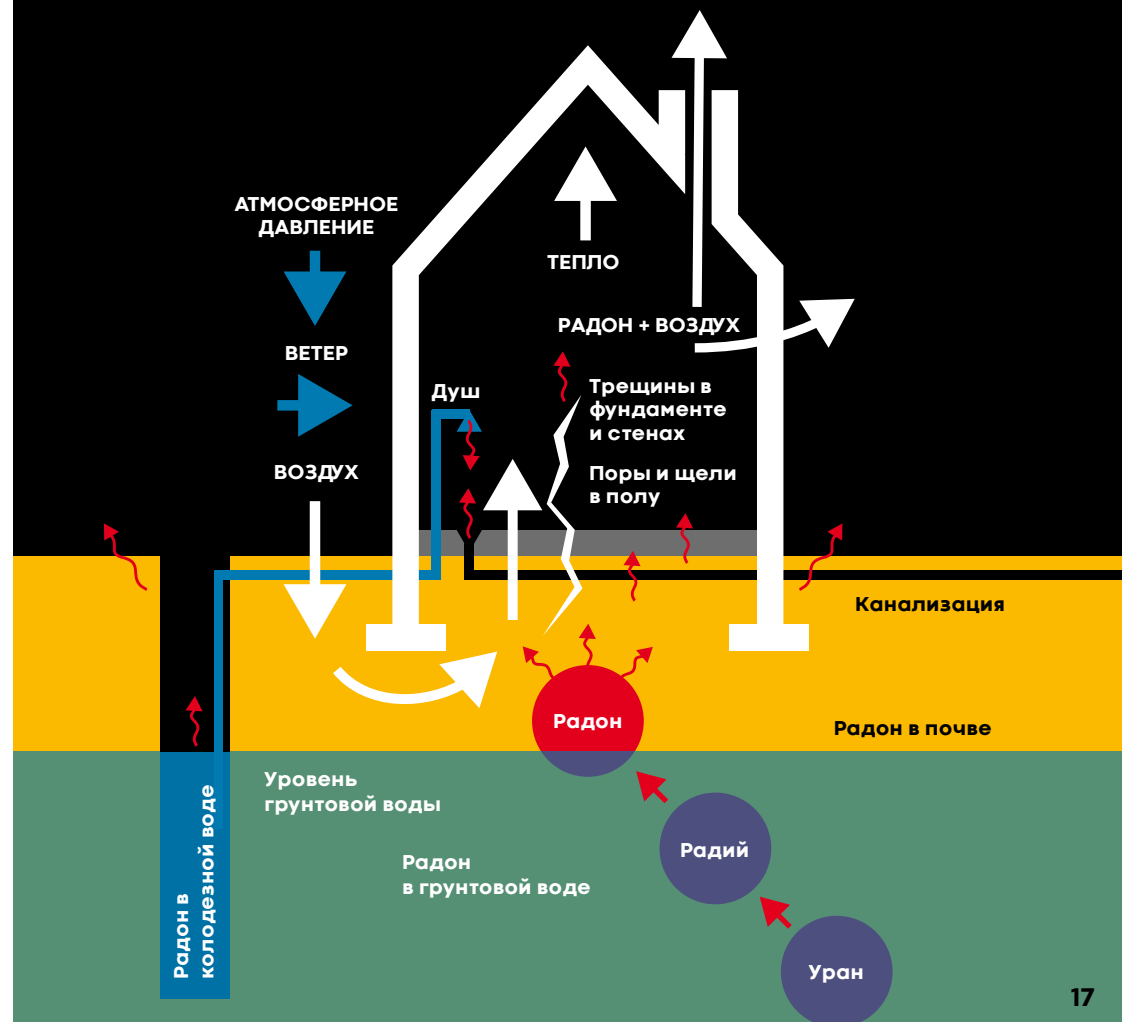 АТМОСФЕРНОЕ
ДАВЛЕНИЕ
ВЕТЕР
ВОЗДУХ
ТЕПЛО
РАДОН + ВОЗДУХ
Душ
Трещины в
фундаменте
и стенах
Поры и щели
в полу
Канализация
Радон
Радон в почве
Уровень
грунтовой воды
Радон в
колодезной воде
Радон
в грунтовой воде
Радий
Уран
17